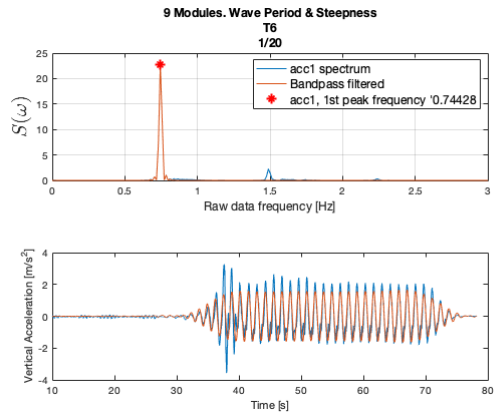 9 Modules. Wave Period & Steepness
T6
1/20
25
20
15
10
5
0
S(ω)
acc1 spectrum
Bandpass filtered
acc1, 1st peak frequency '0.74428
0 0.5 1 1.5 2 2.5 3
Raw data frequency [Hz]
4
2
0
-2
-4
Vertical Acceleration [m/s²]
10 20 30 40 50 60 70 80
Time [s]